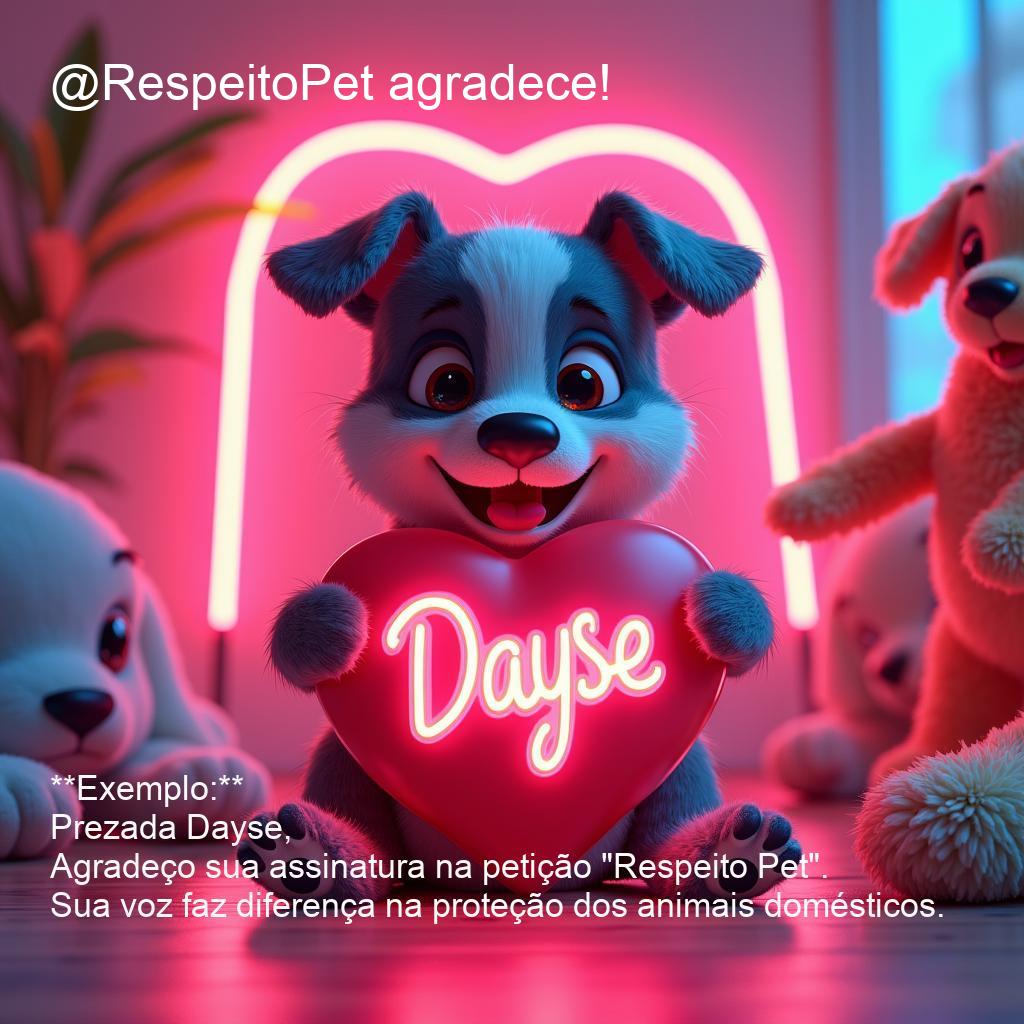 @RespeitoPet agradece!
Dayse
**Exemplo:**
Prezada Dayse,
Agradeço sua assinatura na petição "Respeito Pet".
Sua voz faz diferença na proteção dos animais domésticos.